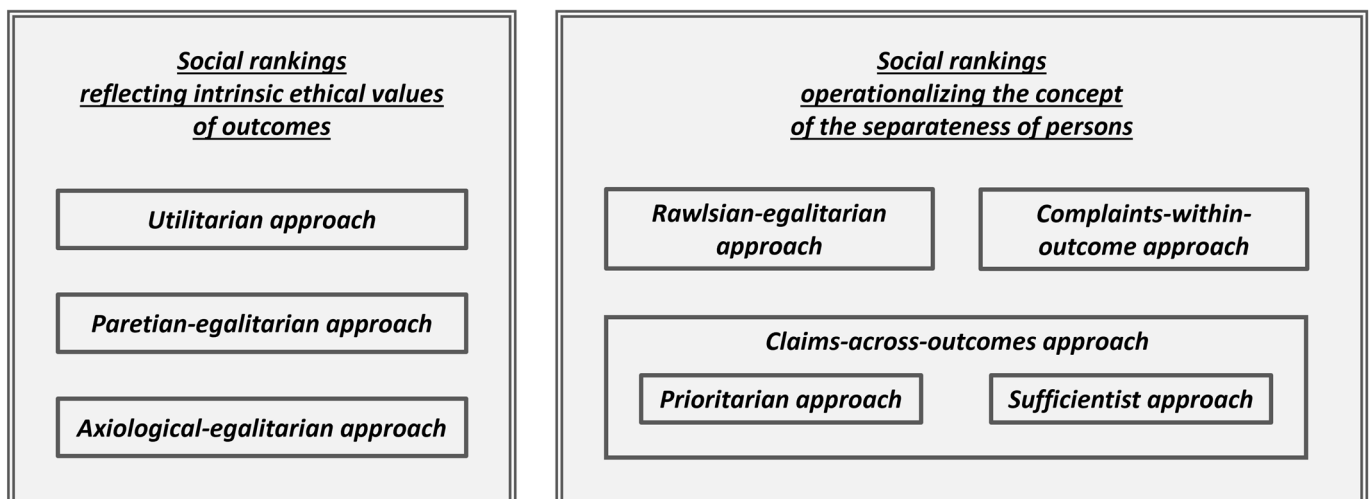 Social rankings
reflecting intrinsic ethical values
of outcomes
Utilitarian approach
Paretian-egalitarian approach
Axiological-egalitarian approach
Social rankings
operationalizing the concept
of the separateness of persons
Rawlsian-egalitarian
approach
Complaints-within-
outcome approach
Claims-across-outcomes approach
Prioritarian approach
Sufficientist approach